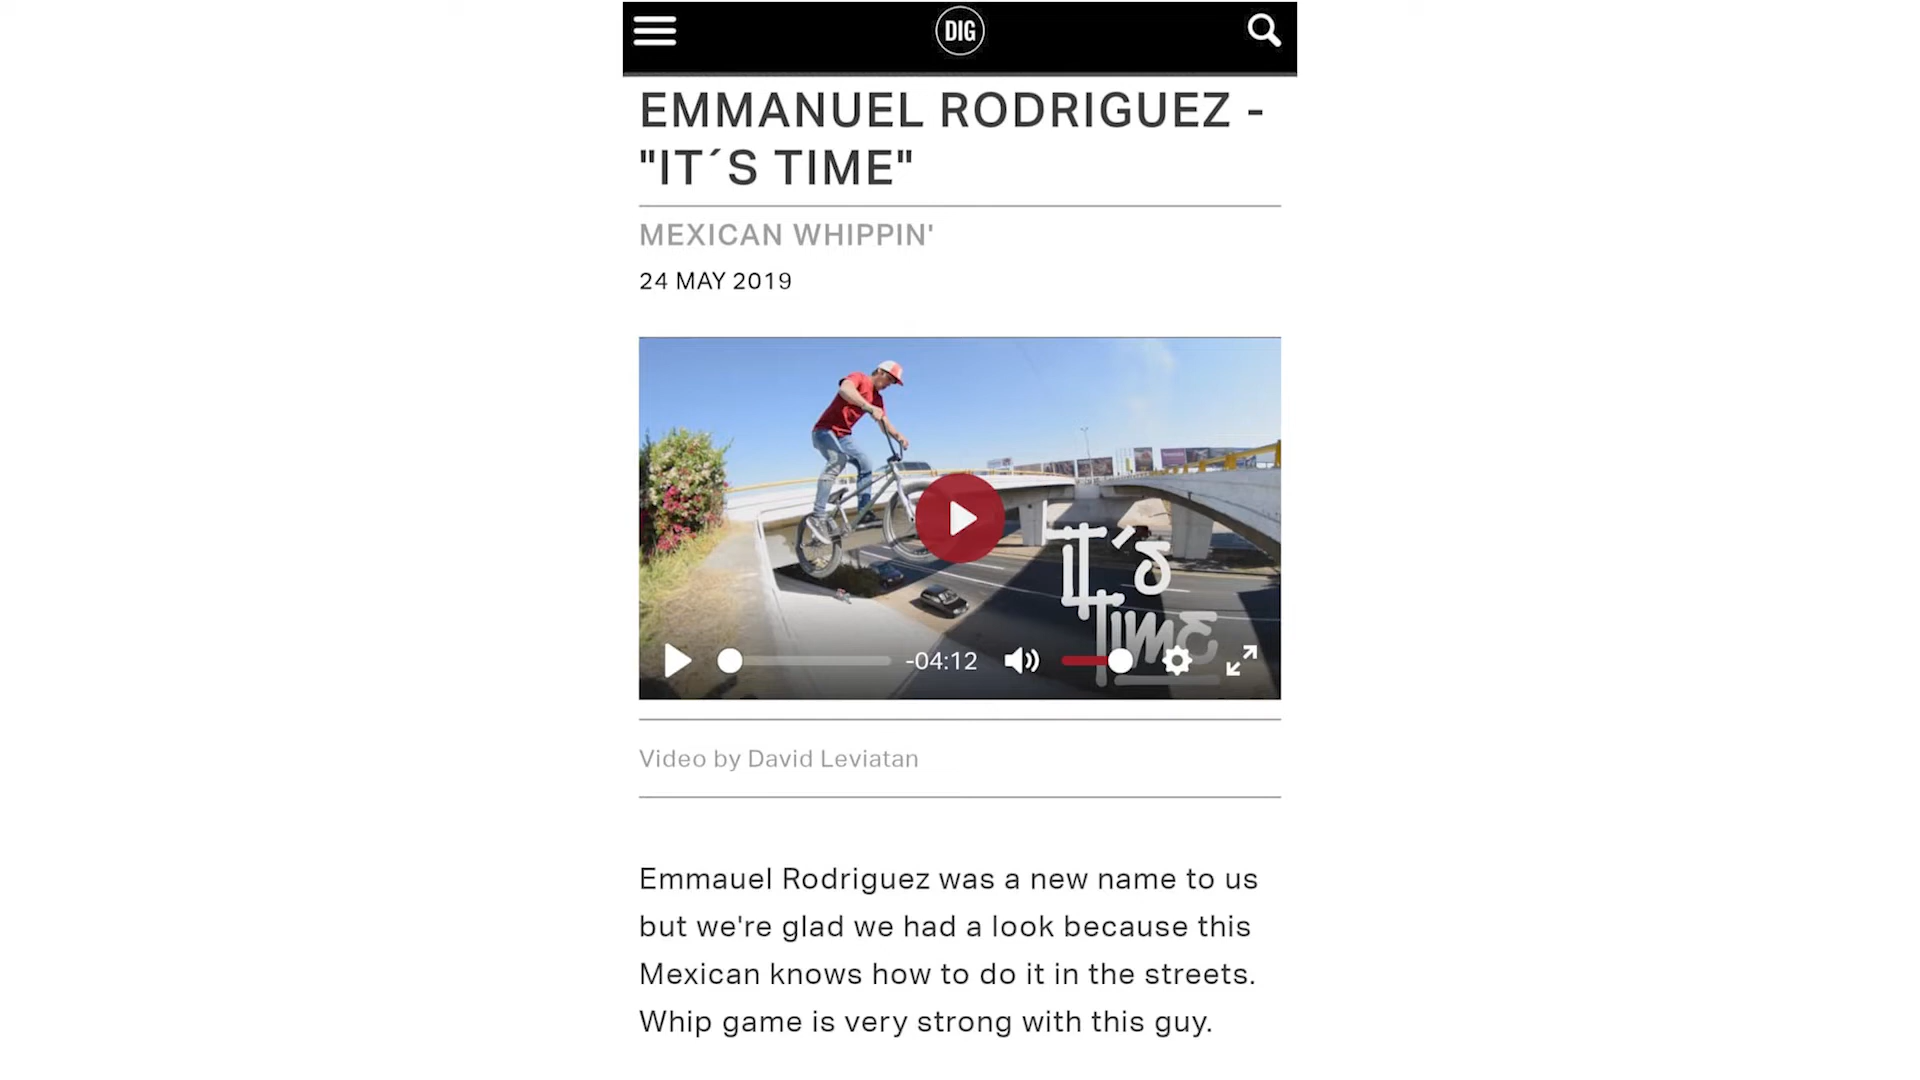 DIG
EMMANUEL RODRIGUEZ -
"IT´S TIME"
MEXICAN WHIPPIN'
24 MAY 2019
IT´S
TIME
-04:12
Video by David Leviatan
Emmauel Rodriguez was a new name to us
but we're glad we had a look because this
Mexican knows how to do it in the streets.
Whip game is very strong with this guy.